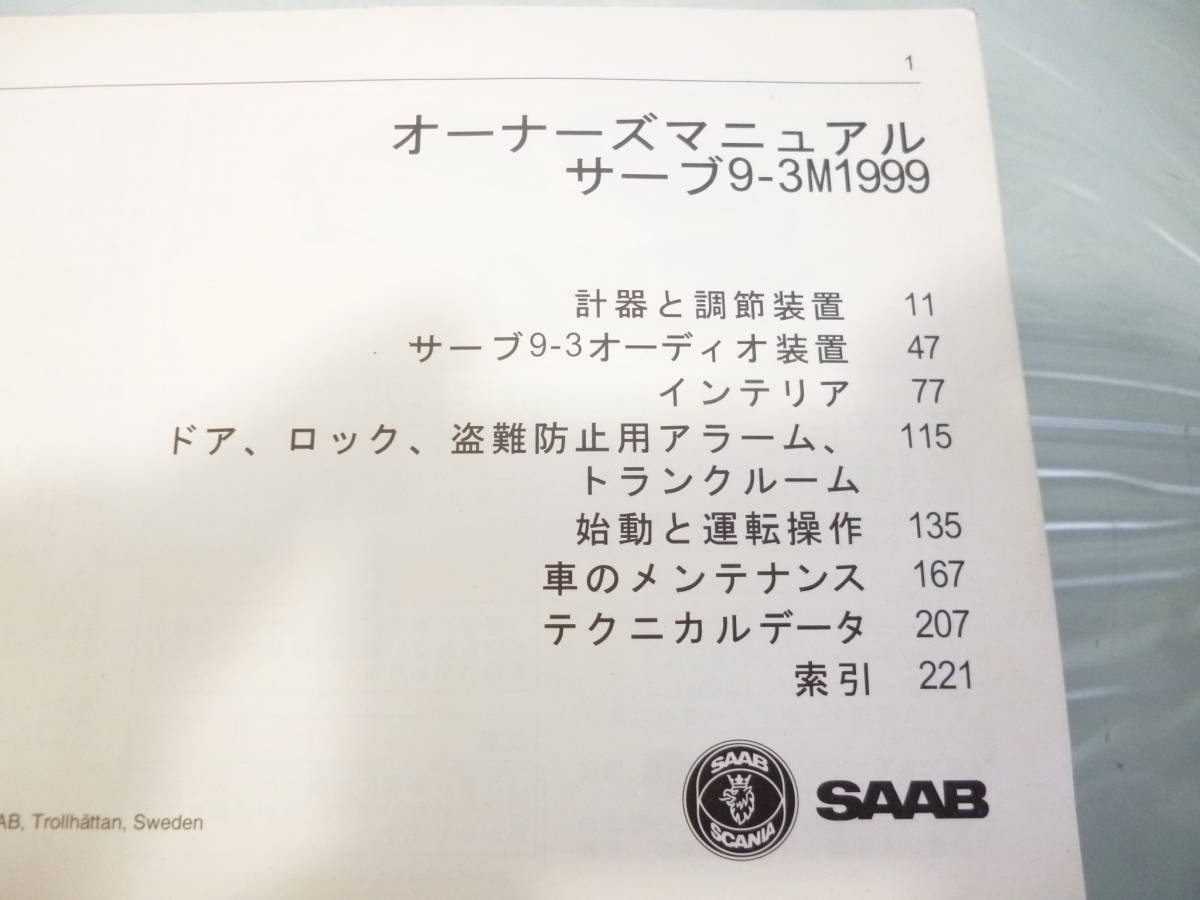 1
オーナーズマニュアル
サーブ9-3M1999
計器と調節装置 11
サーブ9-3オーディオ装置 47
インテリア 77
ドア、ロック、盗難防止用アラーム、 115
トランクルーム
始動と運転操作 135
車のメンテナンス 167
テクニカルデータ 207
索引 221
SAAB
SCANIA
SAAB
AB, Trollhättan, Sweden